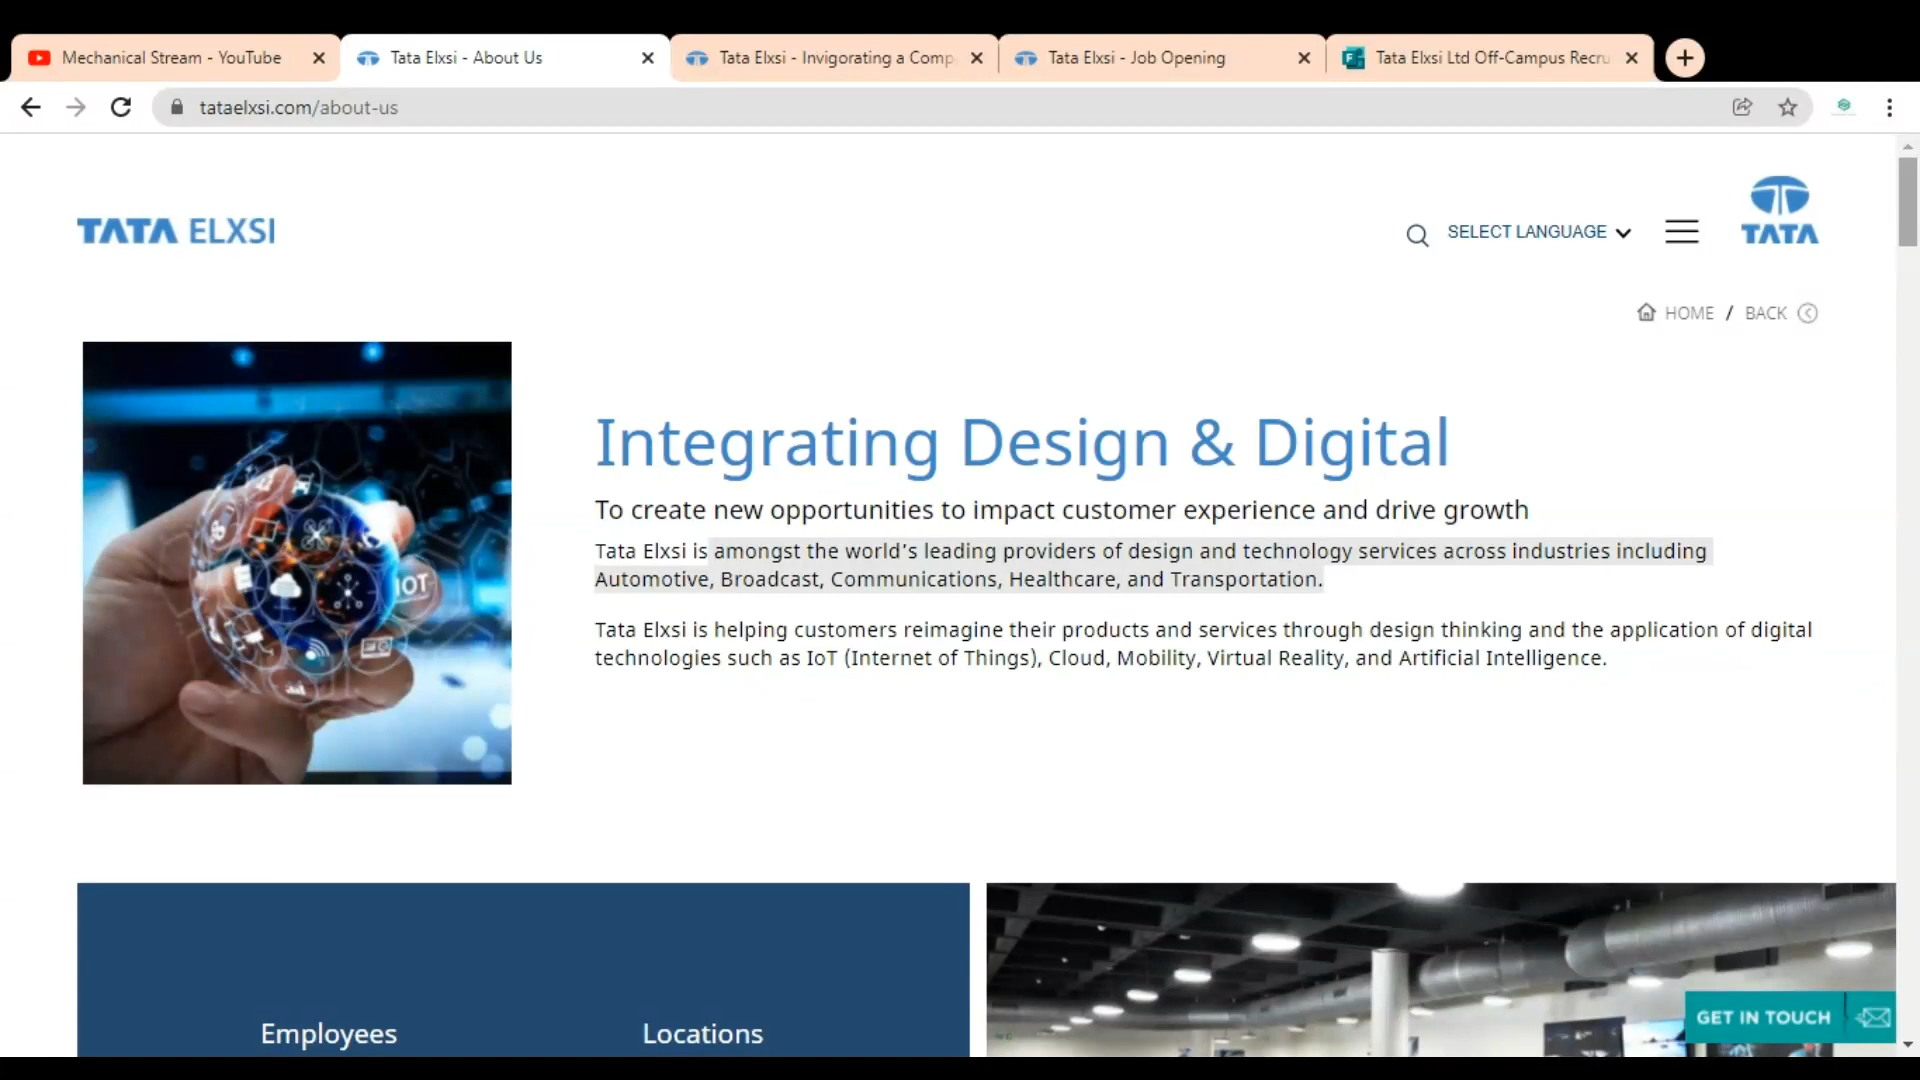 Mechanical Stream - YouTube
Tata Elxsi - About Us
Tata Elxsi - Invigorating a Comp
Tata Elxsi - Job Opening
Tata Elxsi Ltd Off-Campus Recru
tataelxsi.com/about-us
TATA ELXSI
SELECT LANGUAGE
TATA
HOME / BACK
Integrating Design & Digital
To create new opportunities to impact customer experience and drive growth
Tata Elxsi is amongst the world's leading providers of design and technology services across industries including
Automotive, Broadcast, Communications, Healthcare, and Transportation.
Tata Elxsi is helping customers reimagine their products and services through design thinking and the application of digital
technologies such as IoT (Internet of Things), Cloud, Mobility, Virtual Reality, and Artificial Intelligence.
IOT
Employees
Locations
GET IN TOUCH